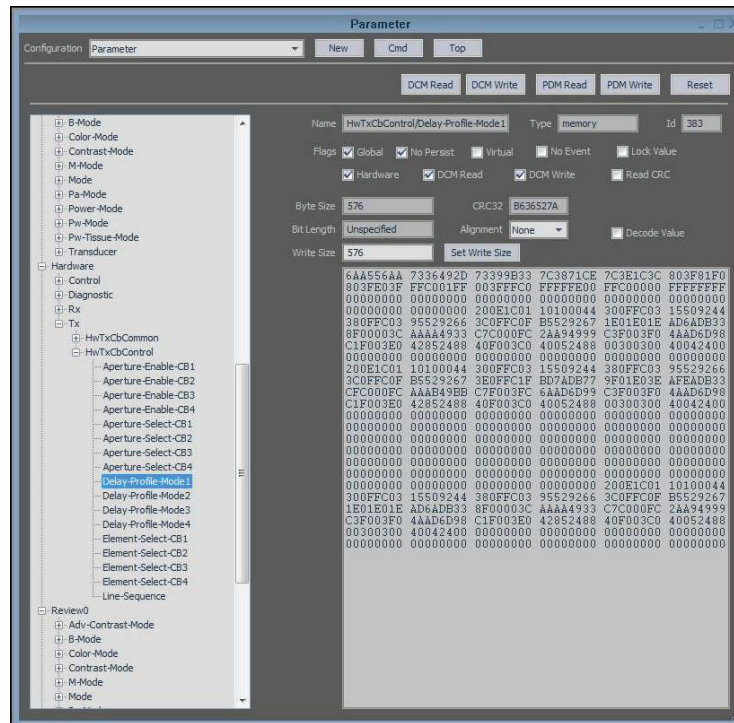 Parameter
Configuration Parameter New Cmd Top
DCM Read DCM Write PDM Read PDM Write Reset
B-Mode
Color-Mode
Contrast-Mode
M-Mode
Mode
Pa-Mode
Power-Mode
Pw-Mode
Pw-Tissue-Mode
Transducer
Hardware
Control
Diagnostic
Rx
Tx
HwTxCbCommon
HwTxCbControl
Aperture-Enable-CB1
Aperture-Enable-CB2
Aperture-Enable-CB3
Aperture-Enable-CB4
Aperture-Select-CB1
Aperture-Select-CB2
Aperture-Select-CB3
Aperture-Select-CB4
Delay-Profile-Mode1
Delay-Profile-Mode2
Delay-Profile-Mode3
Delay-Profile-Mode4
Element-Select-CB1
Element-Select-CB2
Element-Select-CB3
Element-Select-CB4
Line-Sequence
Review0
Adv-Contrast-Mode
B-Mode
Color-Mode
Contrast-Mode
M-Mode
Mode
Name HwTxCbControl/Delay-Profile-Mode1 Type memory Id 383
Flags Global No Persist Virtual No Event Lock Value
Hardware DCM Read DCM Write Read CRC
Byte Size 576 CRC32 B636527A
Bit Length Unspecified Alignment None Decode Value
Write Size 576 Set Write Size
6AA556AA 7336492D 73399B33 7C3871CE 7C3E1C3C 803F81F0
803FE03F FFC001FF 003FFFC0 FFFFFE00 FFC00000 FFFFFFFF
00000000 00000000 00000000 00000000 00000000 00000000
00000000 00000000 200E1C01 10100044 300FFC03 15509244
380FFC03 95529266 3C0FFC0F B5529267 1E01E01E AD6ADB33
8F00003C AAAA4933 C7C000FC 2AA94999 C3F003F0 4AAD6D98
C1F003E0 42852488 40F003C0 40052488 00300300 40042400
00000000 00000000 00000000 00000000 00000000 00000000
200E1C01 10100044 300FFC03 15509244 380FFC03 95529266
3C0FFC0F B5529267 3E0FFC1F BD7ADB77 9F01E03E AFEADB33
CFC000FC AAAB49BB C7F003FC 6AAD6D99 C3F003F0 4AAD6D98
C1F003E0 42852488 40F003C0 40052488 00300300 40042400
00000000 00000000 00000000 00000000 00000000 00000000
00000000 00000000 00000000 00000000 00000000 00000000
00000000 00000000 00000000 00000000 00000000 00000000
00000000 00000000 00000000 00000000 00000000 00000000
00000000 00000000 00000000 00000000 00000000 00000000
00000000 00000000 00000000 00000000 200E1C01 10100044
300FFC03 15509244 380FFC03 95529266 3C0FFC0F B5529267
1E01E01E AD6ADB33 8F00003C AAAA4933 C7C000FC 2AA94999
C3F003F0 4AAD6D98 C1F003E0 42852488 40F003C0 40052488
00300300 40042400 00000000 00000000 00000000 00000000
00000000 00000000 00000000 00000000 00000000 00000000